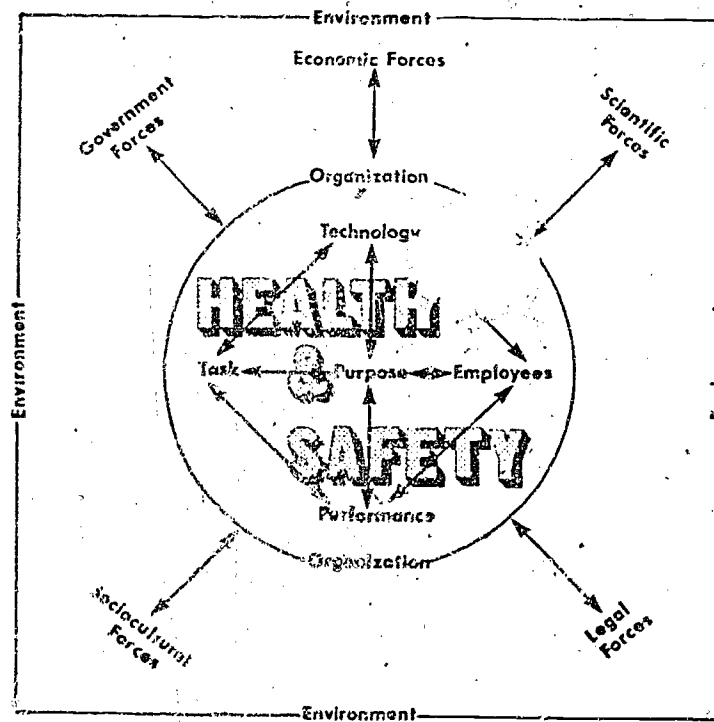 Environment
Economic Forces
Government
Forces
Scientific
Forces
Organization
Technology
HEALTH
Environment
Task
&
Purpose
Employees
SAFETY
Performance
Organization
Sociocultural
Forces
Legal
Forces
Environment